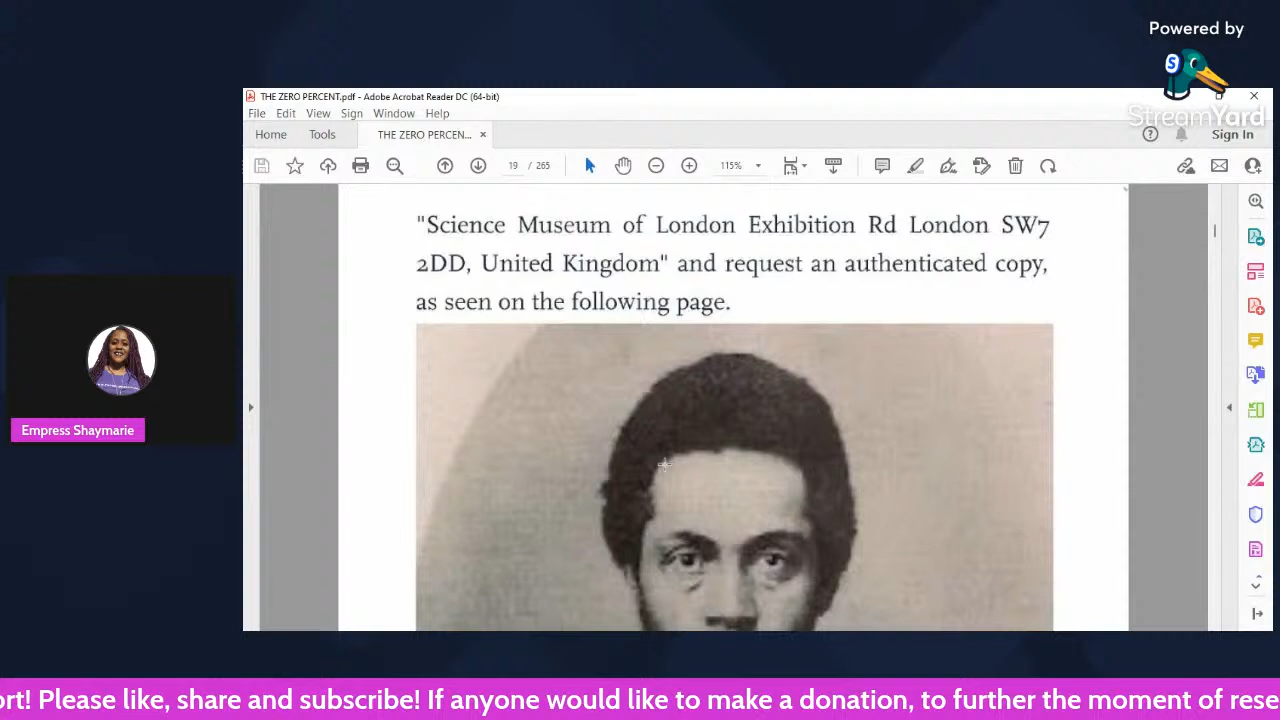 Powered by
StreamYard
THE ZERO PERCENT.pdf - Adobe Acrobat Reader DC (64-bit)
File Edit View Sign Window Help
Home Tools THE ZERO PERCEN... × Sign In
19 / 265 115%
"Science Museum of London Exhibition Rd London SW7
2DD, United Kingdom" and request an authenticated copy,
as seen on the following page.
Empress Shaymarie
ort! Please like, share and subscribe! If anyone would like to make a donation, to further the moment of rese